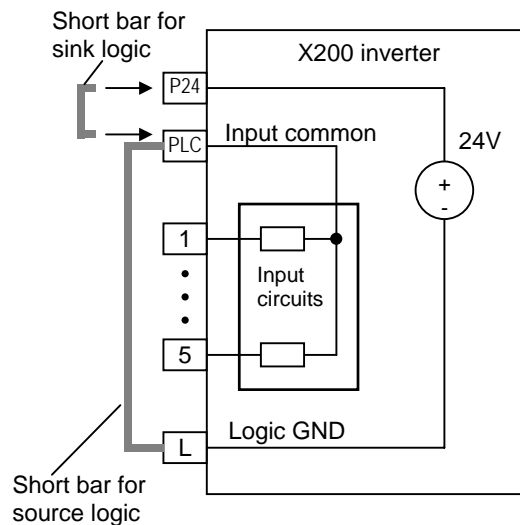 Short bar for
sink logic
X200 inverter
P24
PLC
Input common
24V
+
-
1
Input
circuits
5
L
Logic GND
Short bar for
source logic